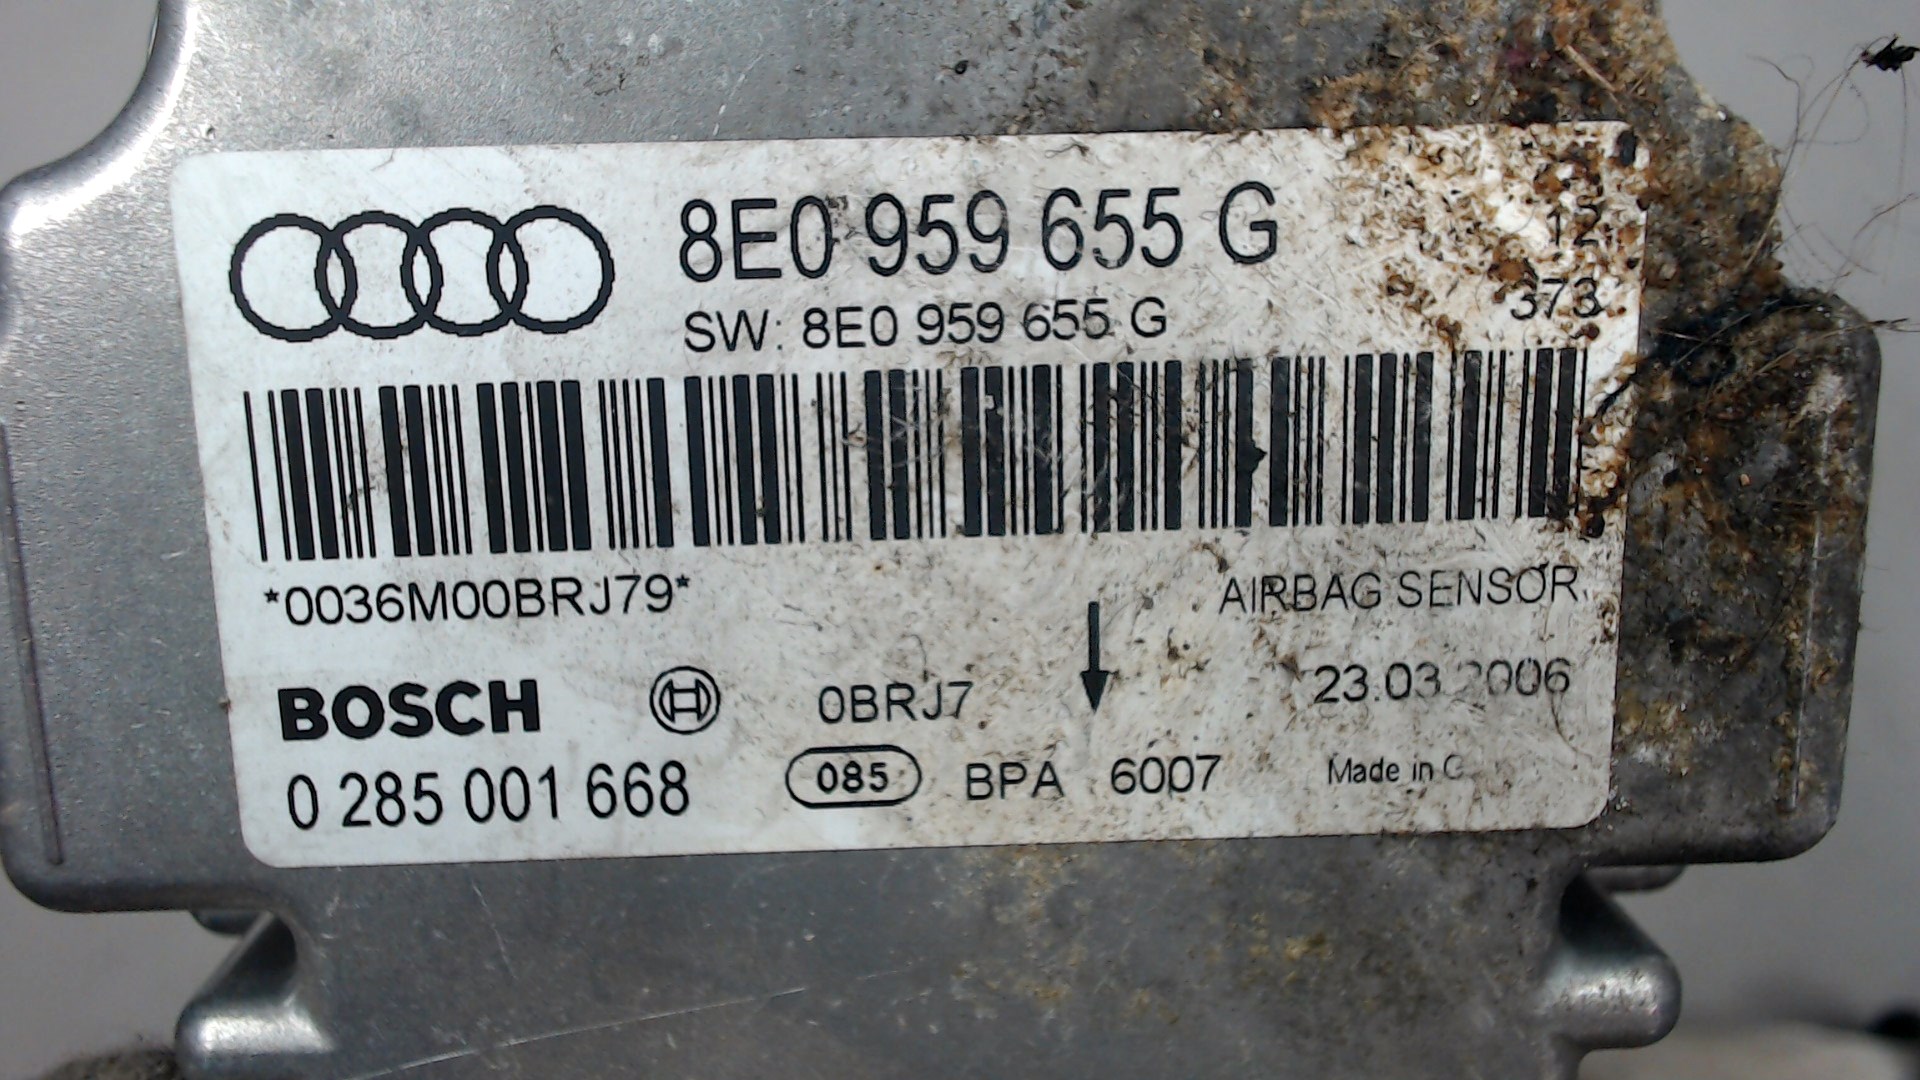 8E0 959 655 G
12
SW: 8E0 959 655 G
373
*0036M00BRJ79*
AIRBAG SENSOR.
BOSCH
0BRJ7
23.03.2006
0 285 001 668
085
BPA 6007
Made in